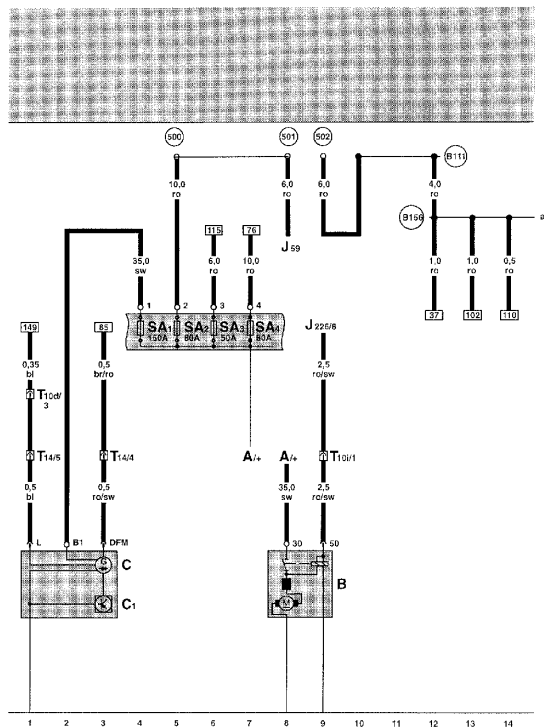 500 501 502
B111
10,0
ro
6,0
ro
6,0
ro
4,0
ro
B156
a
115 76
J 59
35,0
sw
6,0
ro
10,0
ro
1,0
ro
1,0
ro
0,5
ro
37 102 110
1 2 3 4
149 85
SA1 SA2 SA3 SA4
150A 80A 50A 80A
J 226/6
0,35
bl
0,5
br/ro
2,5
ro/sw
T10d/
3
T14/5 T14/4 A/+ A/+ T10i/1
0,5
bl
0,5
ro/sw
35,0
sw
2,5
ro/sw
L B1 DFM 30 50
G C
B
C1
M
1 2 3 4 5 6 7 8 9 10 11 12 13 14